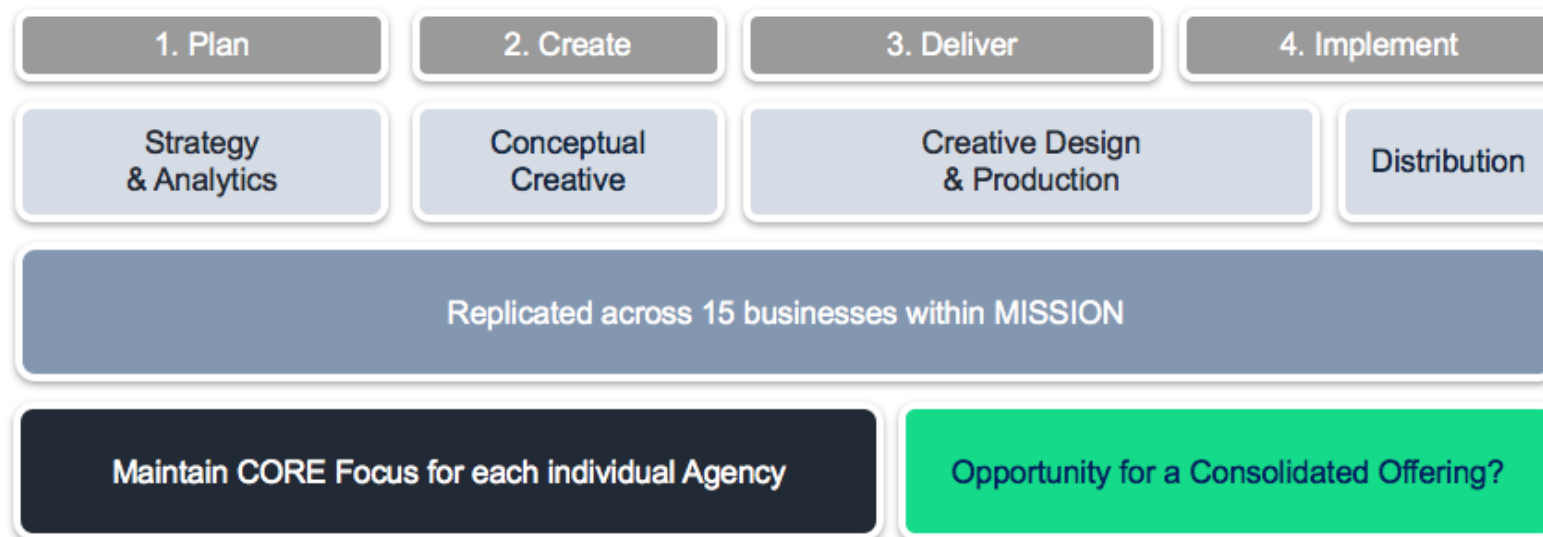 1. Plan
2. Create
3. Deliver
4. Implement
Strategy
& Analytics
Conceptual
Creative
Creative Design
& Production
Distribution
Replicated across 15 businesses within MISSION
Maintain CORE Focus for each individual Agency
Opportunity for a Consolidated Offering?